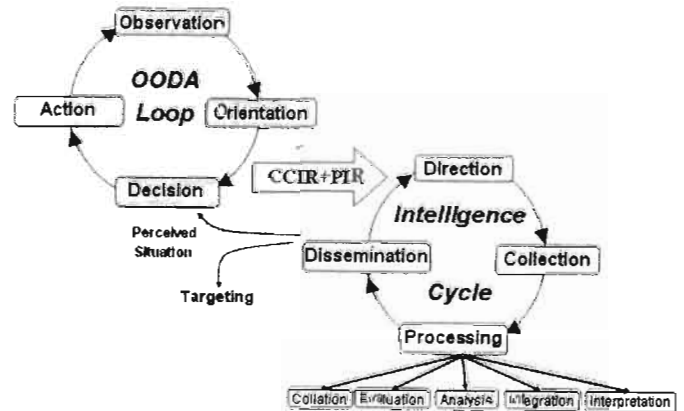 Observation
OODA
Loop
Action
Orientation
Decision
CCIR+PIR
Perceived
Situation
Targeting
Direction
Intelligence
Cycle
Dissemination
Collection
Processing
Collation
Evaluation
Analysis
Integration
Interpretation